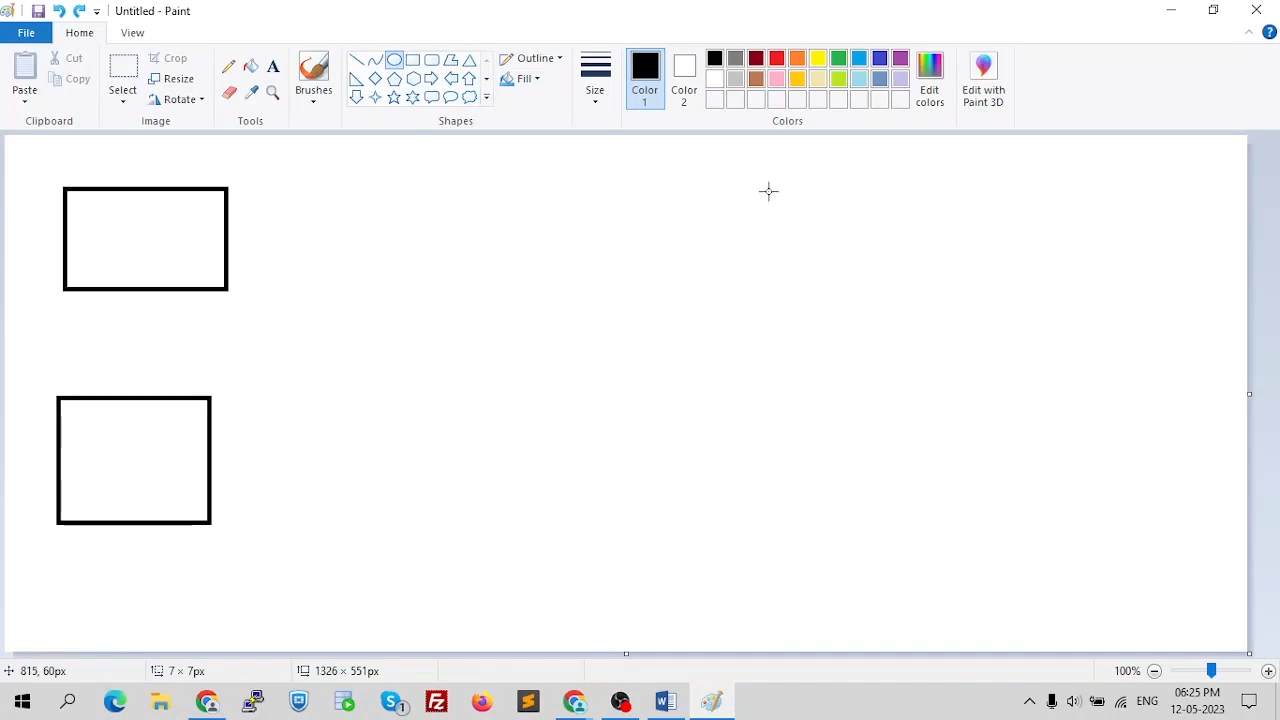 Untitled - Paint
File Home View
Paste
Cut
Copy
Clipboard
Select
Crop
Resize
Rotate
Image
A
Tools
Brushes
Shapes
Outline
Fill
Size
Color 1
Color 2
Edit colors
Colors
Edit with Paint 3D
815, 60px
7 × 7px
1326 × 551px
100%
S 1
Fz
W
ENG
06:25 PM
12-05-2023